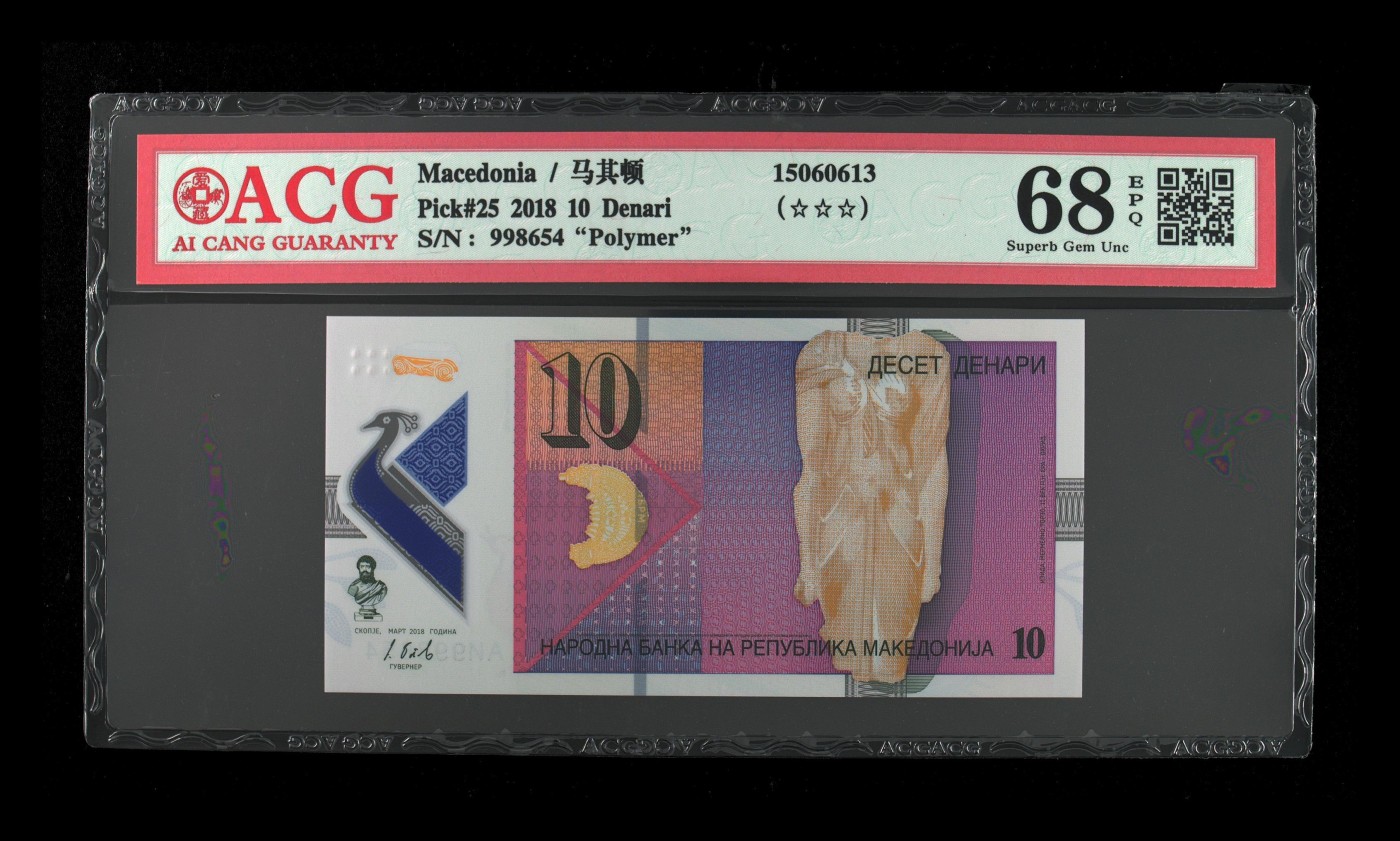 ACG
AI CANG GUARANTY
Macedonia / 马其顿
Pick#25 2018 10 Denari
S/N : 998654 “Polymer”
15060613
(☆☆☆)
68
EPQ
Superb Gem Unc
10
ДЕСЕТ ДЕНАРИ
СКОПЈЕ, МАРТ 2018 ГОДИНА
ГУВЕРНЕР
НАРОДНА БАНКА НА РЕПУБЛИКА МАКЕДОНИЈА
10